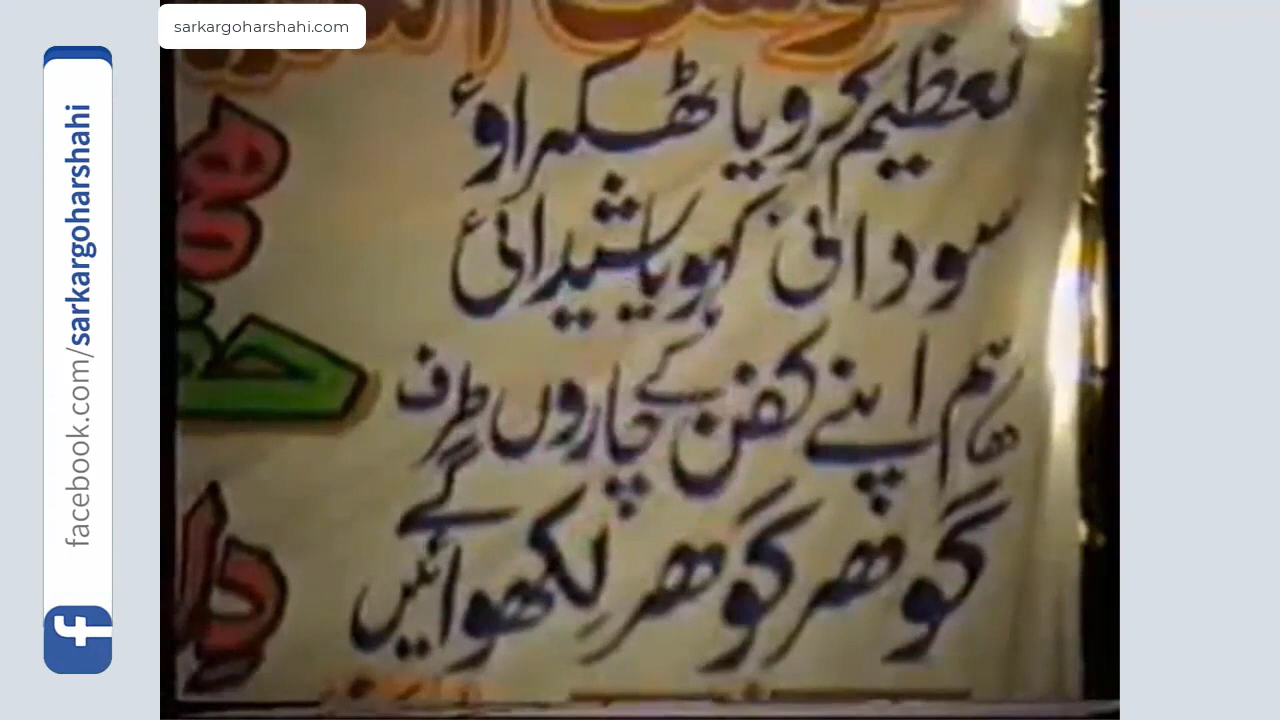 sarkargoharshahi.com
facebook.com/sarkargoharshahi
تعظیم کرو یا ٹھکراؤ
سودائی کہو یا شیدائی
ہم اپنے کفن کے چاروں طرف
گوھر گوھر لکھوائیں گے